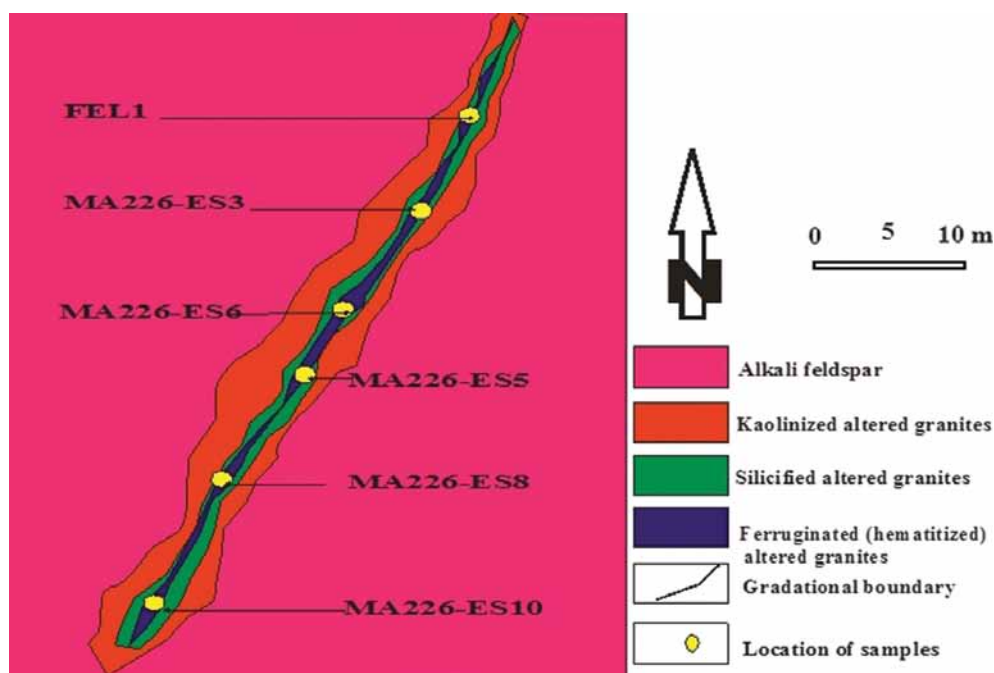 FEL1
MA226-ES3
MA226-ES6
MA226-ES5
MA226-ES8
MA226-ES10
N
0 5 10 m
Alkali feldspar
Kaolinized altered granites
Silicified altered granites
Ferruginated (hematitized)
altered granites
Gradational boundary
Location of samples